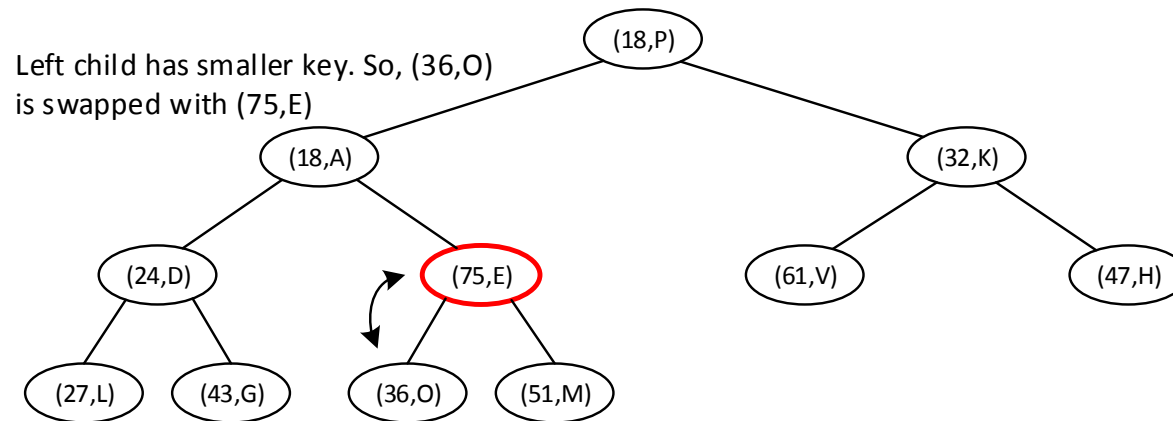 (18,P)
Left child has smaller key. So, (36,O)
is swapped with (75,E)
(18,A)
(32,K)
(24,D)
(75,E)
(61,V)
(47,H)
(27,L)
(43,G)
(36,O)
(51,M)